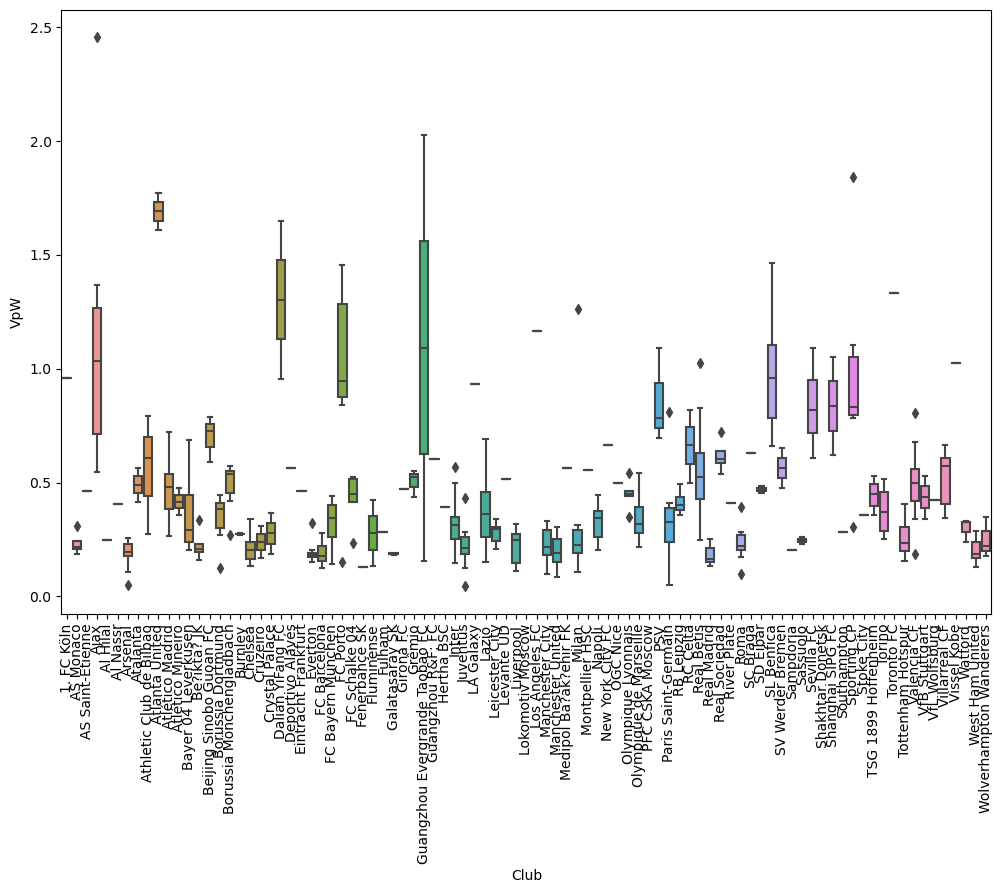 2.5
2.0
1.5
1.0
0.5
0.0
VpW
1. FC Köln
AS Monaco
AS Saint-Étienne
Ajax
Al Hilal
Al Nassr
Arsenal
Atalanta
Athletic Club de Bilbao
Atlanta United
Atlético Madrid
Atlético Mineiro
Bayer 04 Leverkusen
Beşiktaş JK
Beijing Sinobo Guoan FC
Borussia Dortmund
Borussia Mönchengladbach
Burnley
Chelsea
Cruzeiro
Crystal Palace
Dalian YiFang FC
Deportivo Alavés
Eintracht Frankfurt
Everton
FC Barcelona
FC Bayern München
FC Porto
FC Schalke 04
Fenerbahçe SK
Fluminense
Fulham
Galatasaray SK
Girona FC
Grêmio
Guangzhou Evergrande Taobao FC
Guangzhou R&F FC
Hertha BSC
Inter
Juventus
LA Galaxy
Lazio
Leicester City
Levante UD
Liverpool
Lokomotiv Moscow
Los Angeles FC
Manchester City
Manchester United
Medipol Ba?ak?ehir FK
Milan
Montpellier HSC
Napoli
New York City FC
OGC Nice
Olympique Lyonnais
Olympique de Marseille
PFC CSKA Moscow
PSV
Paris Saint-Germain
RB Leipzig
RC Celta
Real Betis
Real Madrid
Real Sociedad
River Plate
Roma
SC Braga
SD Eibar
SL Benfica
SV Werder Bremen
Sampdoria
Sassuolo
Sevilla FC
Shakhtar Donetsk
Shanghai SIPG FC
Southampton
Sporting CP
Stoke City
TSG 1899 Hoffenheim
Torino
Toronto FC
Tottenham Hotspur
Valencia CF
VfB Stuttgart
VfL Wolfsburg
Villarreal CF
Vissel Kobe
Watford
West Ham United
Wolverhampton Wanderers
Club